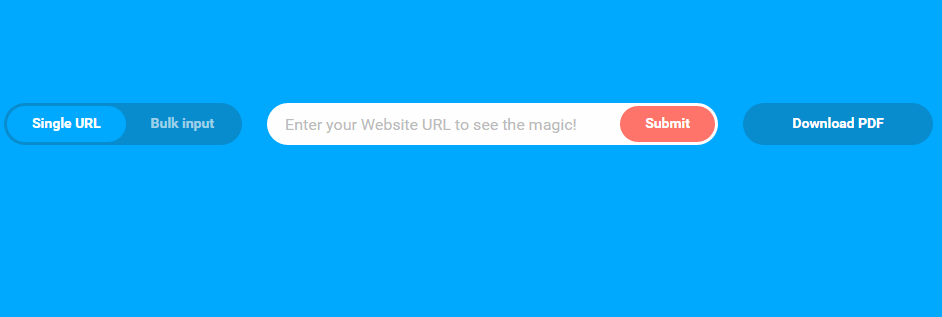 Single URL
Bulk input
Enter your Website URL to see the magic!
Submit
Download PDF